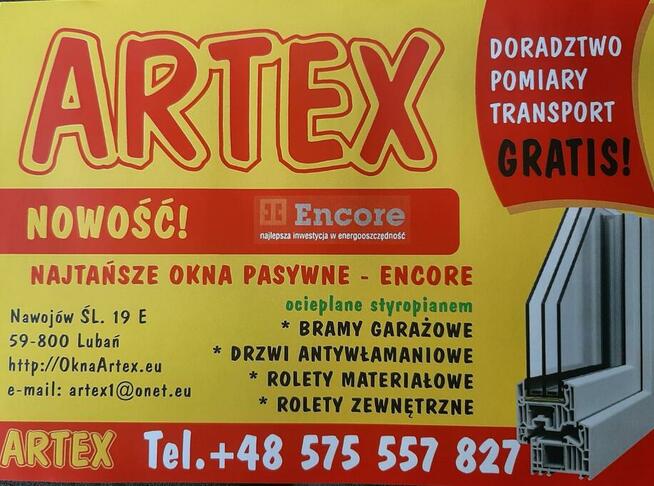 ARTEX
DORADZTWO
POMIARY
TRANSPORT
GRATIS!
NOWOŚĆ!
Encore
najlepsza inwestycja w energooszczędność
NAJTAŃSZE OKNA PASYWNE - ENCORE
ocieplane styropianem
* BRAMY GARAŻOWE
* DRZWI ANTYWŁAMANIOWE
* ROLETY MATERIAŁOWE
* ROLETY ZEWNĘTRZNE
Nawojów ŚL. 19 E
59-800 Lubań
http://OknaArtex.eu
e-mail: artex1@onet.eu
ARTEX Tel.+48 575 557 827